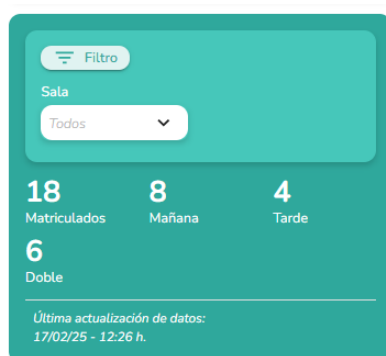 Filtro
Sala
Todos
18 8 4
Matriculados Mañana Tarde
6
Doble
Última actualización de datos:
17/02/25 - 12:26 h.